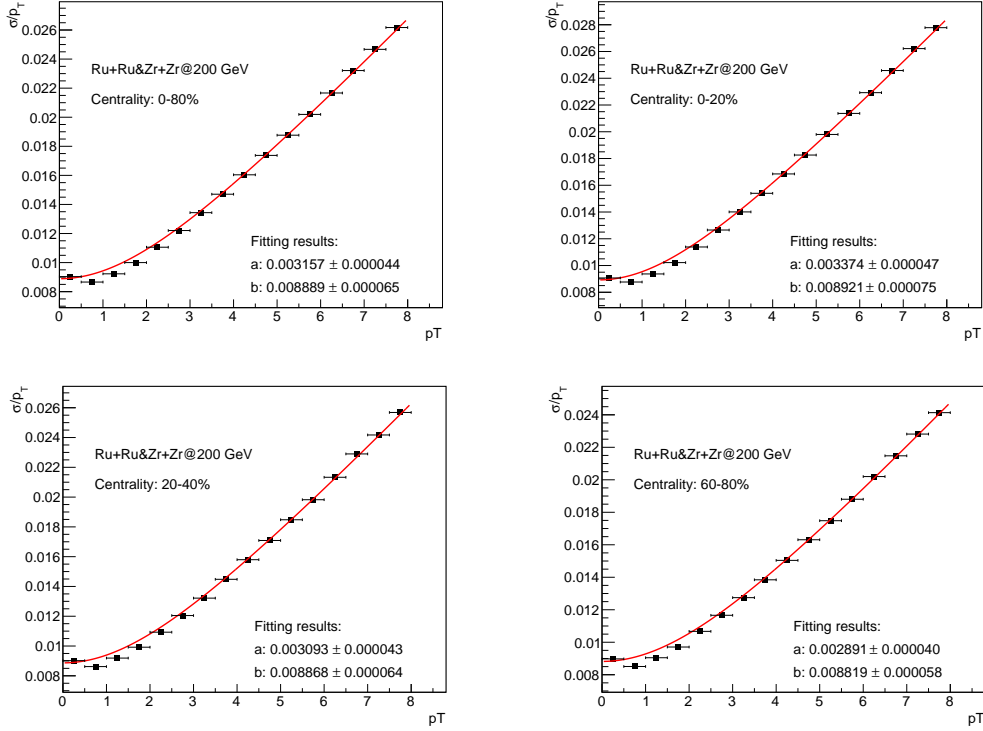 σ/p_T
0.026
0.024
0.022
0.02
0.018
0.016
0.014
0.012
0.01
0.008
Ru+Ru&Zr+Zr@200 GeV
Centrality: 0-80%
Fitting results:
a: 0.003157 ± 0.000044
b: 0.008889 ± 0.000065
0 1 2 3 4 5 6 7 8
pT
σ/p_T
0.028
0.026
0.024
0.022
0.02
0.018
0.016
0.014
0.012
0.01
0.008
Ru+Ru&Zr+Zr@200 GeV
Centrality: 0-20%
Fitting results:
a: 0.003374 ± 0.000047
b: 0.008921 ± 0.000075
0 1 2 3 4 5 6 7 8
pT
σ/p_T
0.026
0.024
0.022
0.02
0.018
0.016
0.014
0.012
0.01
0.008
Ru+Ru&Zr+Zr@200 GeV
Centrality: 20-40%
Fitting results:
a: 0.003093 ± 0.000043
b: 0.008868 ± 0.000064
0 1 2 3 4 5 6 7 8
pT
σ/p_T
0.024
0.022
0.02
0.018
0.016
0.014
0.012
0.01
0.008
Ru+Ru&Zr+Zr@200 GeV
Centrality: 60-80%
Fitting results:
a: 0.002891 ± 0.000040
b: 0.008819 ± 0.000058
0 1 2 3 4 5 6 7 8
pT